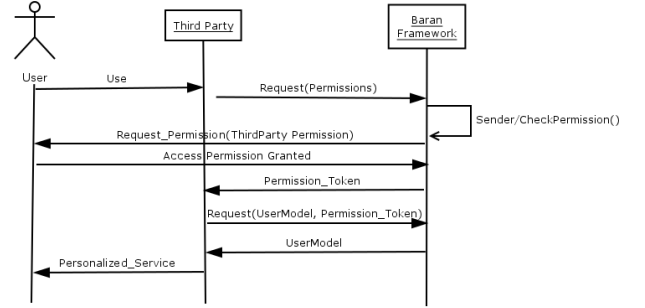 Third Party
Baran
Framework
User
Use
Request(Permissions)
Sender/CheckPermission()
Request_Permission(ThirdParty Permission)
Access Permission Granted
Permission_Token
Request(UserModel, Permission_Token)
UserModel
Personalized_Service